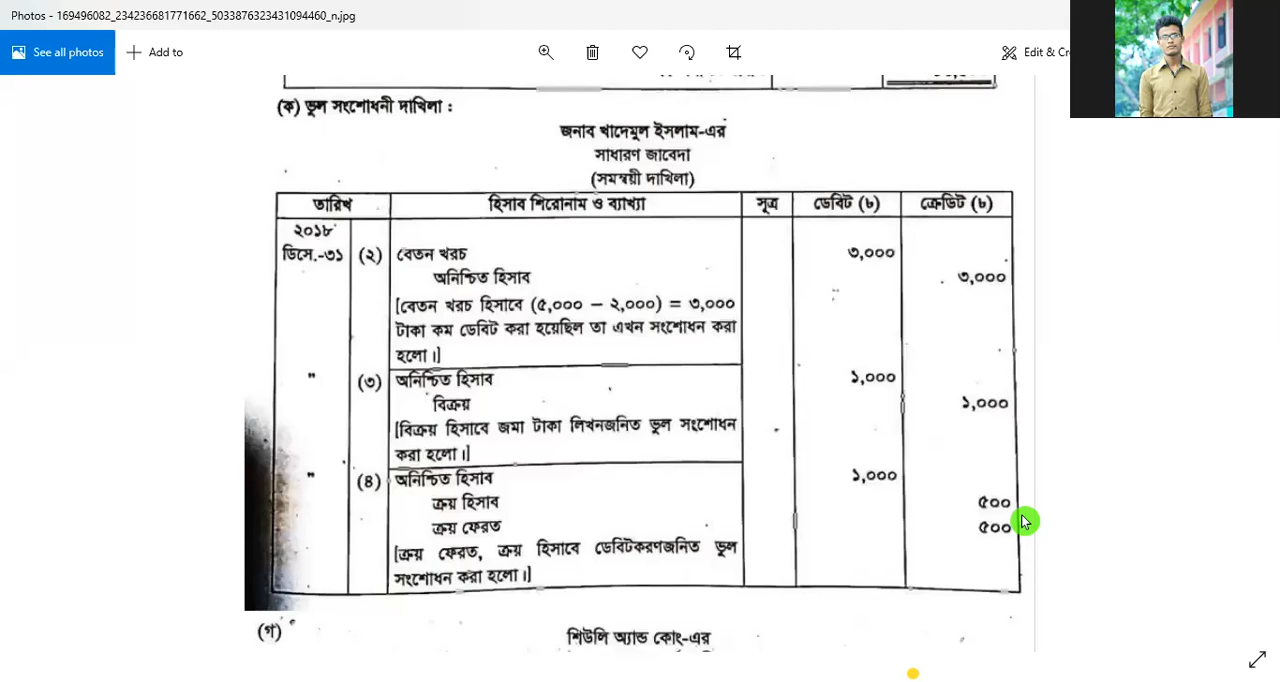 Photos - 169496082_234236681771662_5033876323431094460_n.jpg
See all photos
Add to
Edit & Cr
(ক) ভুল সংশোধনী দাখিলা :
জনাব খাদেমুল ইসলাম-এর
সাধারণ জাবেদা
(সমন্বয়ী দাখিলা)
তারিখ হিসাব শিরোনাম ও ব্যাখ্যা সূত্র ডেবিট (৳) ক্রেডিট (৳)
২০১৮
ডিসে.-৩১ (২) বেতন খরচ ৩,০০০
অনিশ্চিত হিসাব ৩,০০০
[বেতন খরচ হিসাবে (৫,০০০ – ২,০০০) = ৩,০০০
টাকা কম ডেবিট করা হয়েছিল তা এখন সংশোধন করা
হলো।]
" (৩) অনিশ্চিত হিসাব ১,০০০
বিক্রয় ১,০০০
[বিক্রয় হিসাবে জমা টাকা লিখনজনিত ভুল সংশোধন
করা হলো।]
" (৪) অনিশ্চিত হিসাব ১,০০০
ক্রয় হিসাব ৫০০
ক্রয় ফেরত ৫০০
[ক্রয় ফেরত, ক্রয় হিসাবে ডেবিটকরণজনিত ভুল
সংশোধন করা হলো।]
(গ)
শিউলি অ্যান্ড কোং-এর